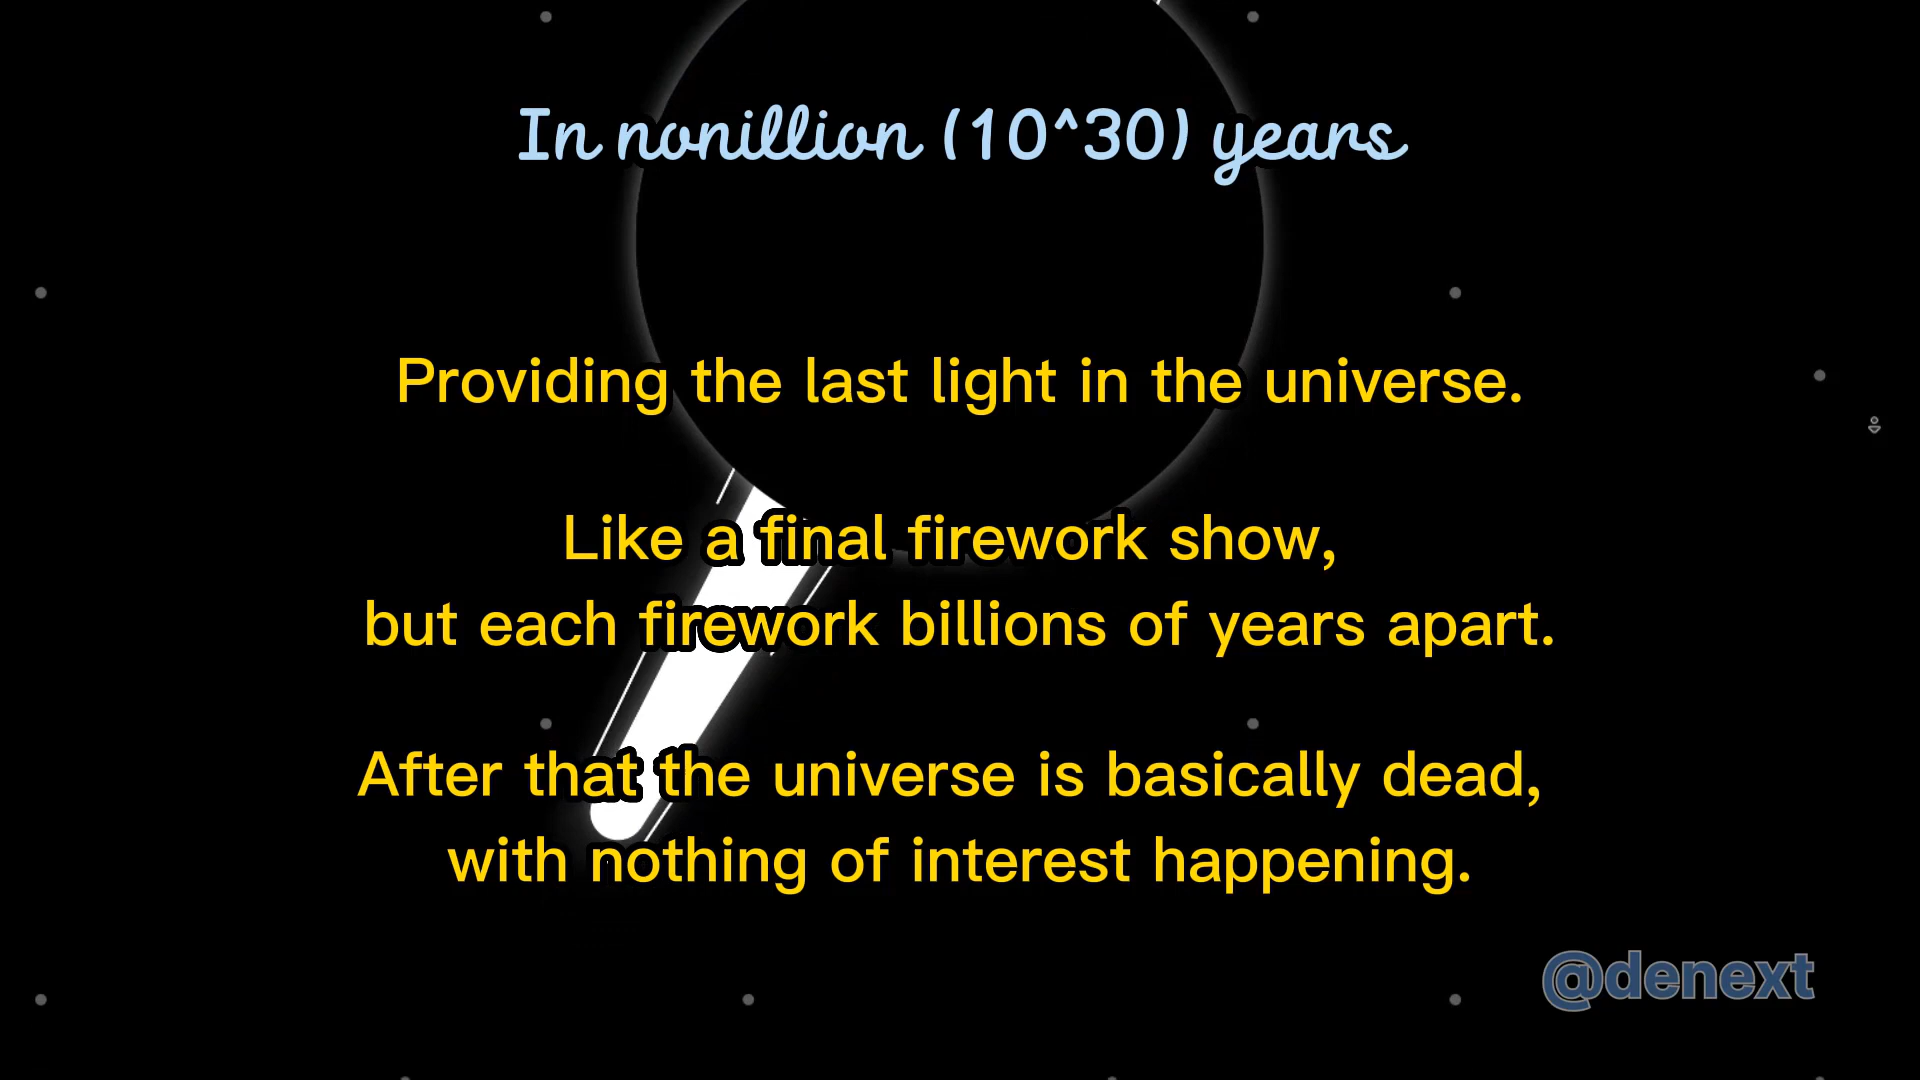 In nonillion (10^30) years
Providing the last light in the universe.
Like a final firework show,
but each firework billions of years apart.
After that the universe is basically dead,
with nothing of interest happening.
@denext